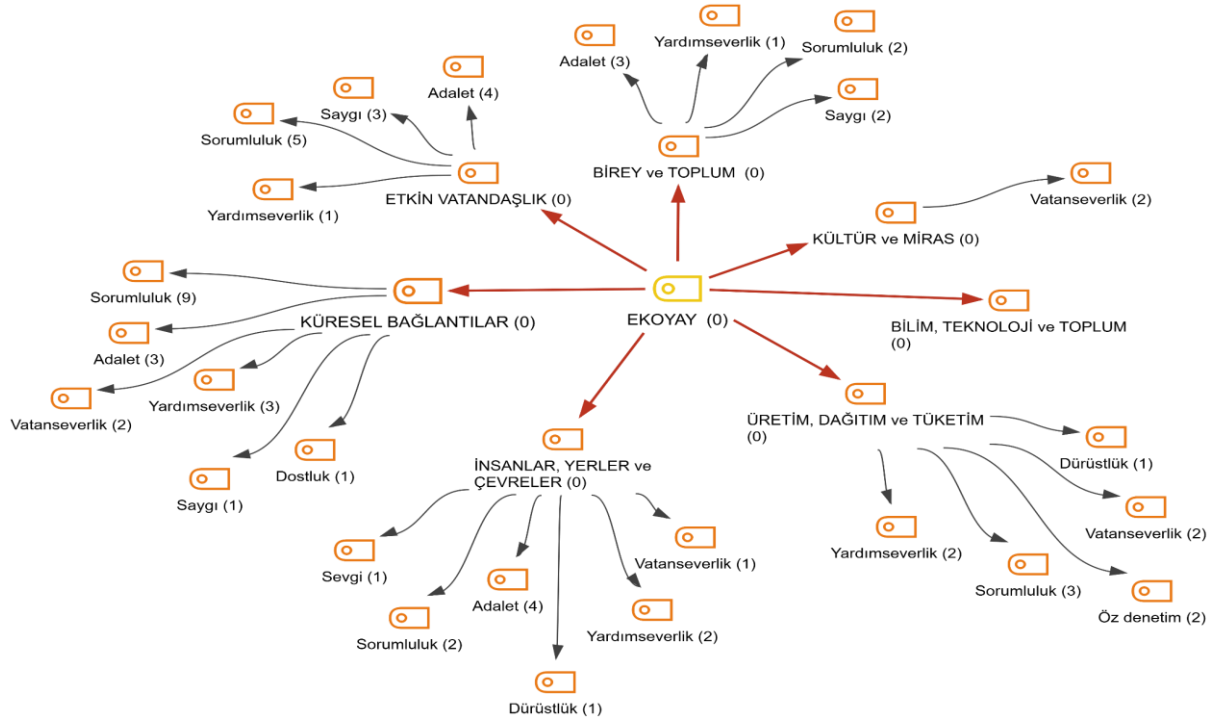 Yardımseverlik (1)
Sorumluluk (2)
Adalet (3)
Saygı (2)
BİREY ve TOPLUM (0)
Adalet (4)
Saygı (3)
Sorumluluk (5)
Yardımseverlik (1)
ETKİN VATANDAŞLIK (0)
Vatanseverlik (2)
KÜLTÜR ve MİRAS (0)
EKOYAY (0)
BİLİM, TEKNOLOJİ ve TOPLUM
(0)
Sorumluluk (9)
KÜRESEL BAĞLANTILAR (0)
Adalet (3)
Yardımseverlik (3)
Vatanseverlik (2)
Dostluk (1)
Saygı (1)
ÜRETİM, DAĞITIM ve TÜKETİM
(0)
Dürüstlük (1)
Vatanseverlik (2)
Yardımseverlik (2)
Sorumluluk (3)
Öz denetim (2)
İNSANLAR, YERLER ve
ÇEVRELER (0)
Sevgi (1)
Vatanseverlik (1)
Adalet (4)
Sorumluluk (2)
Yardımseverlik (2)
Dürüstlük (1)